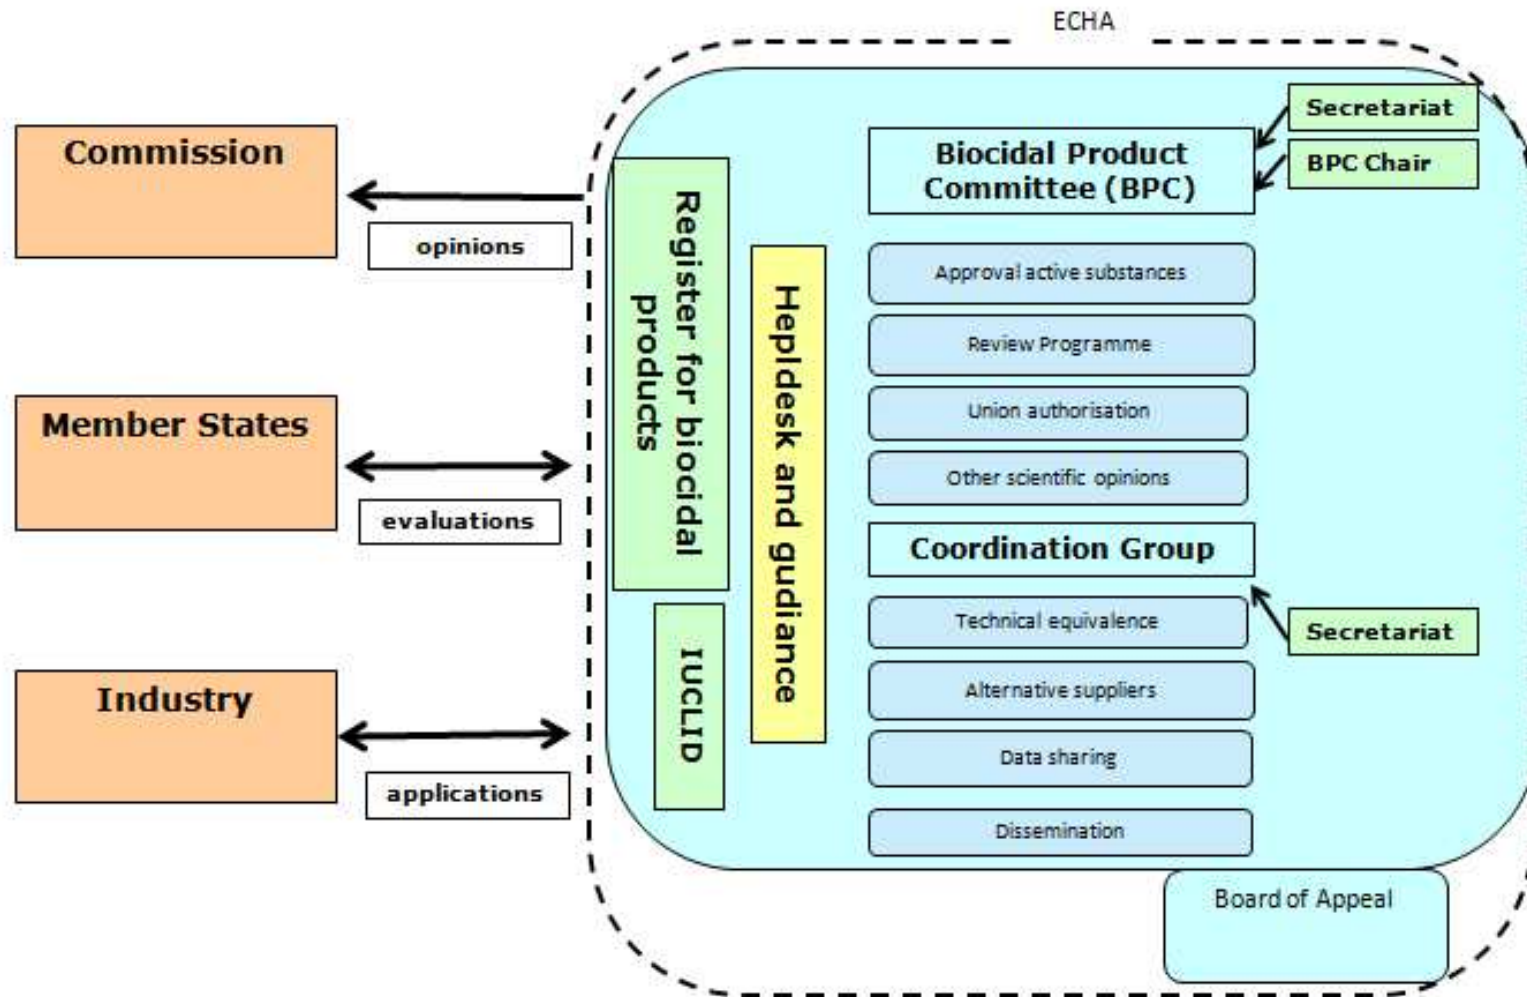 ECHA
Commission
opinions
Member States
evaluations
Industry
applications
Register for biocidal
products
IUCLID
Hepldesk and gudiance
Biocidal Product
Committee (BPC)
Secretariat
BPC Chair
Approval active substances
Review Programme
Union authorisation
Other scientific opinions
Coordination Group
Technical equivalence
Secretariat
Alternative suppliers
Data sharing
Dissemination
Board of Appeal